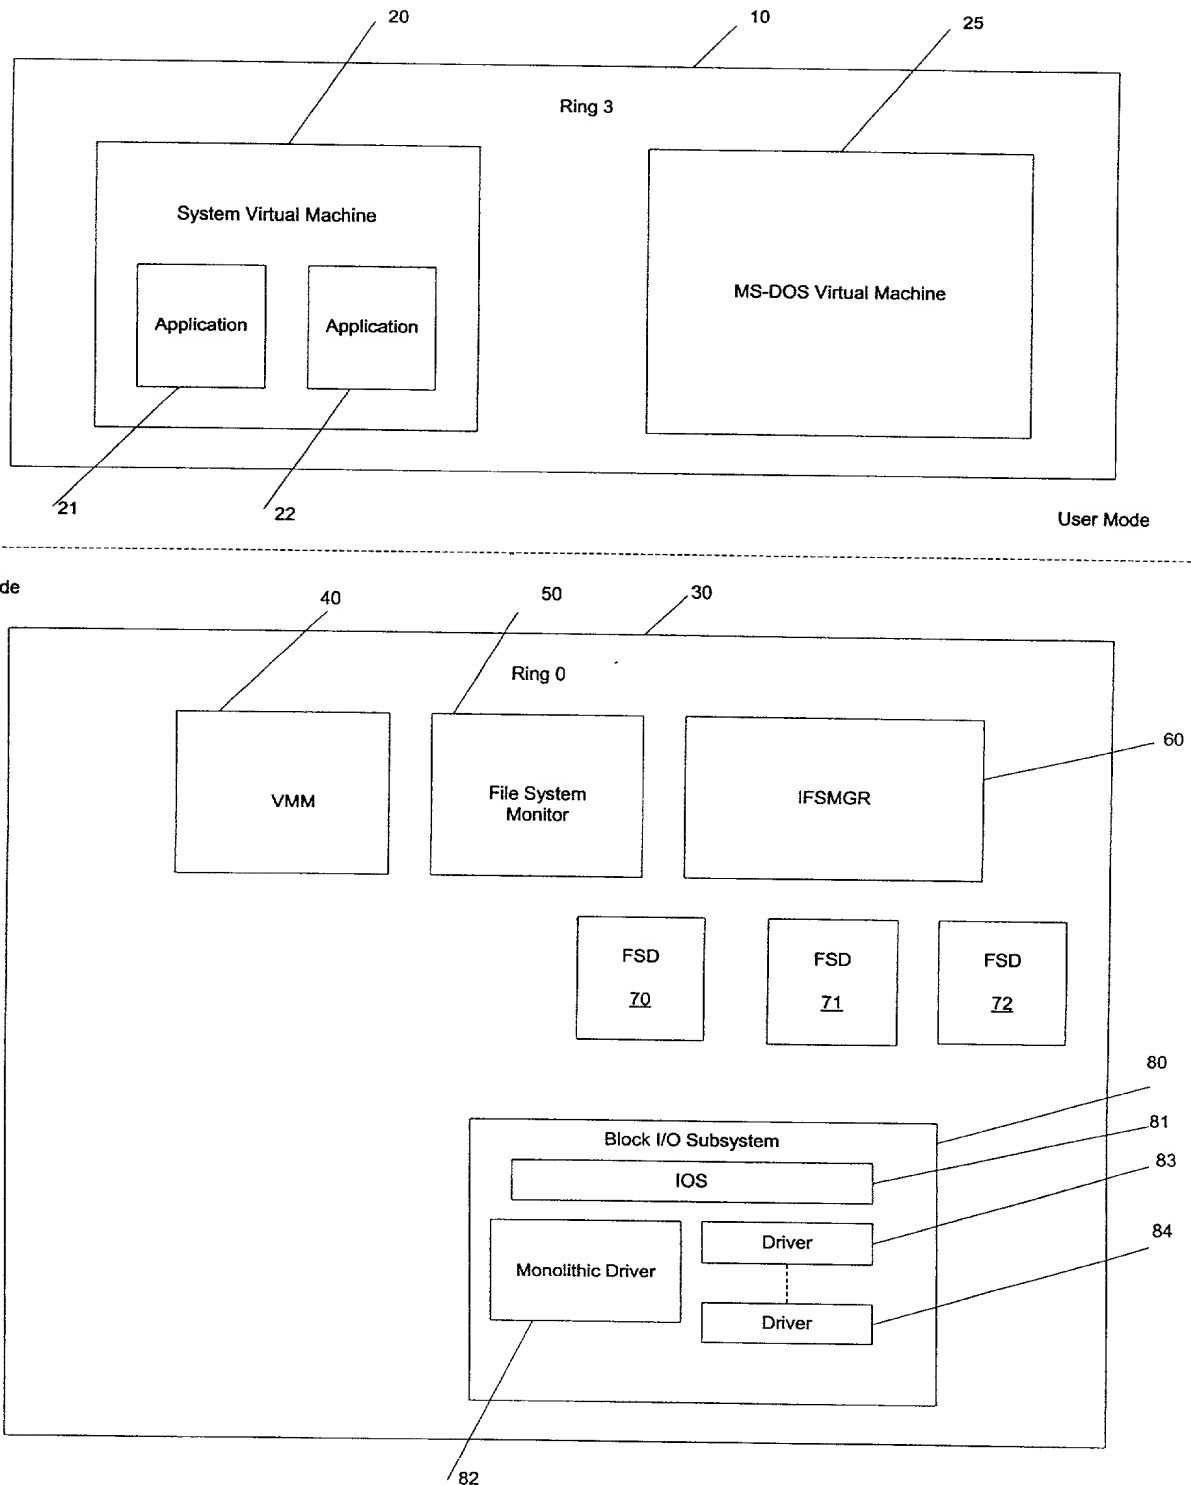 20
10
25
Ring 3
System Virtual Machine
MS-DOS Virtual Machine
Application
Application
21
22
User Mode
de
40
50
30
Ring 0
60
VMM
File System
Monitor
IFSMGR
FSD
70
FSD
71
FSD
72
80
Block I/O Subsystem
81
IOS
83
Monolithic Driver
Driver
84
Driver
82